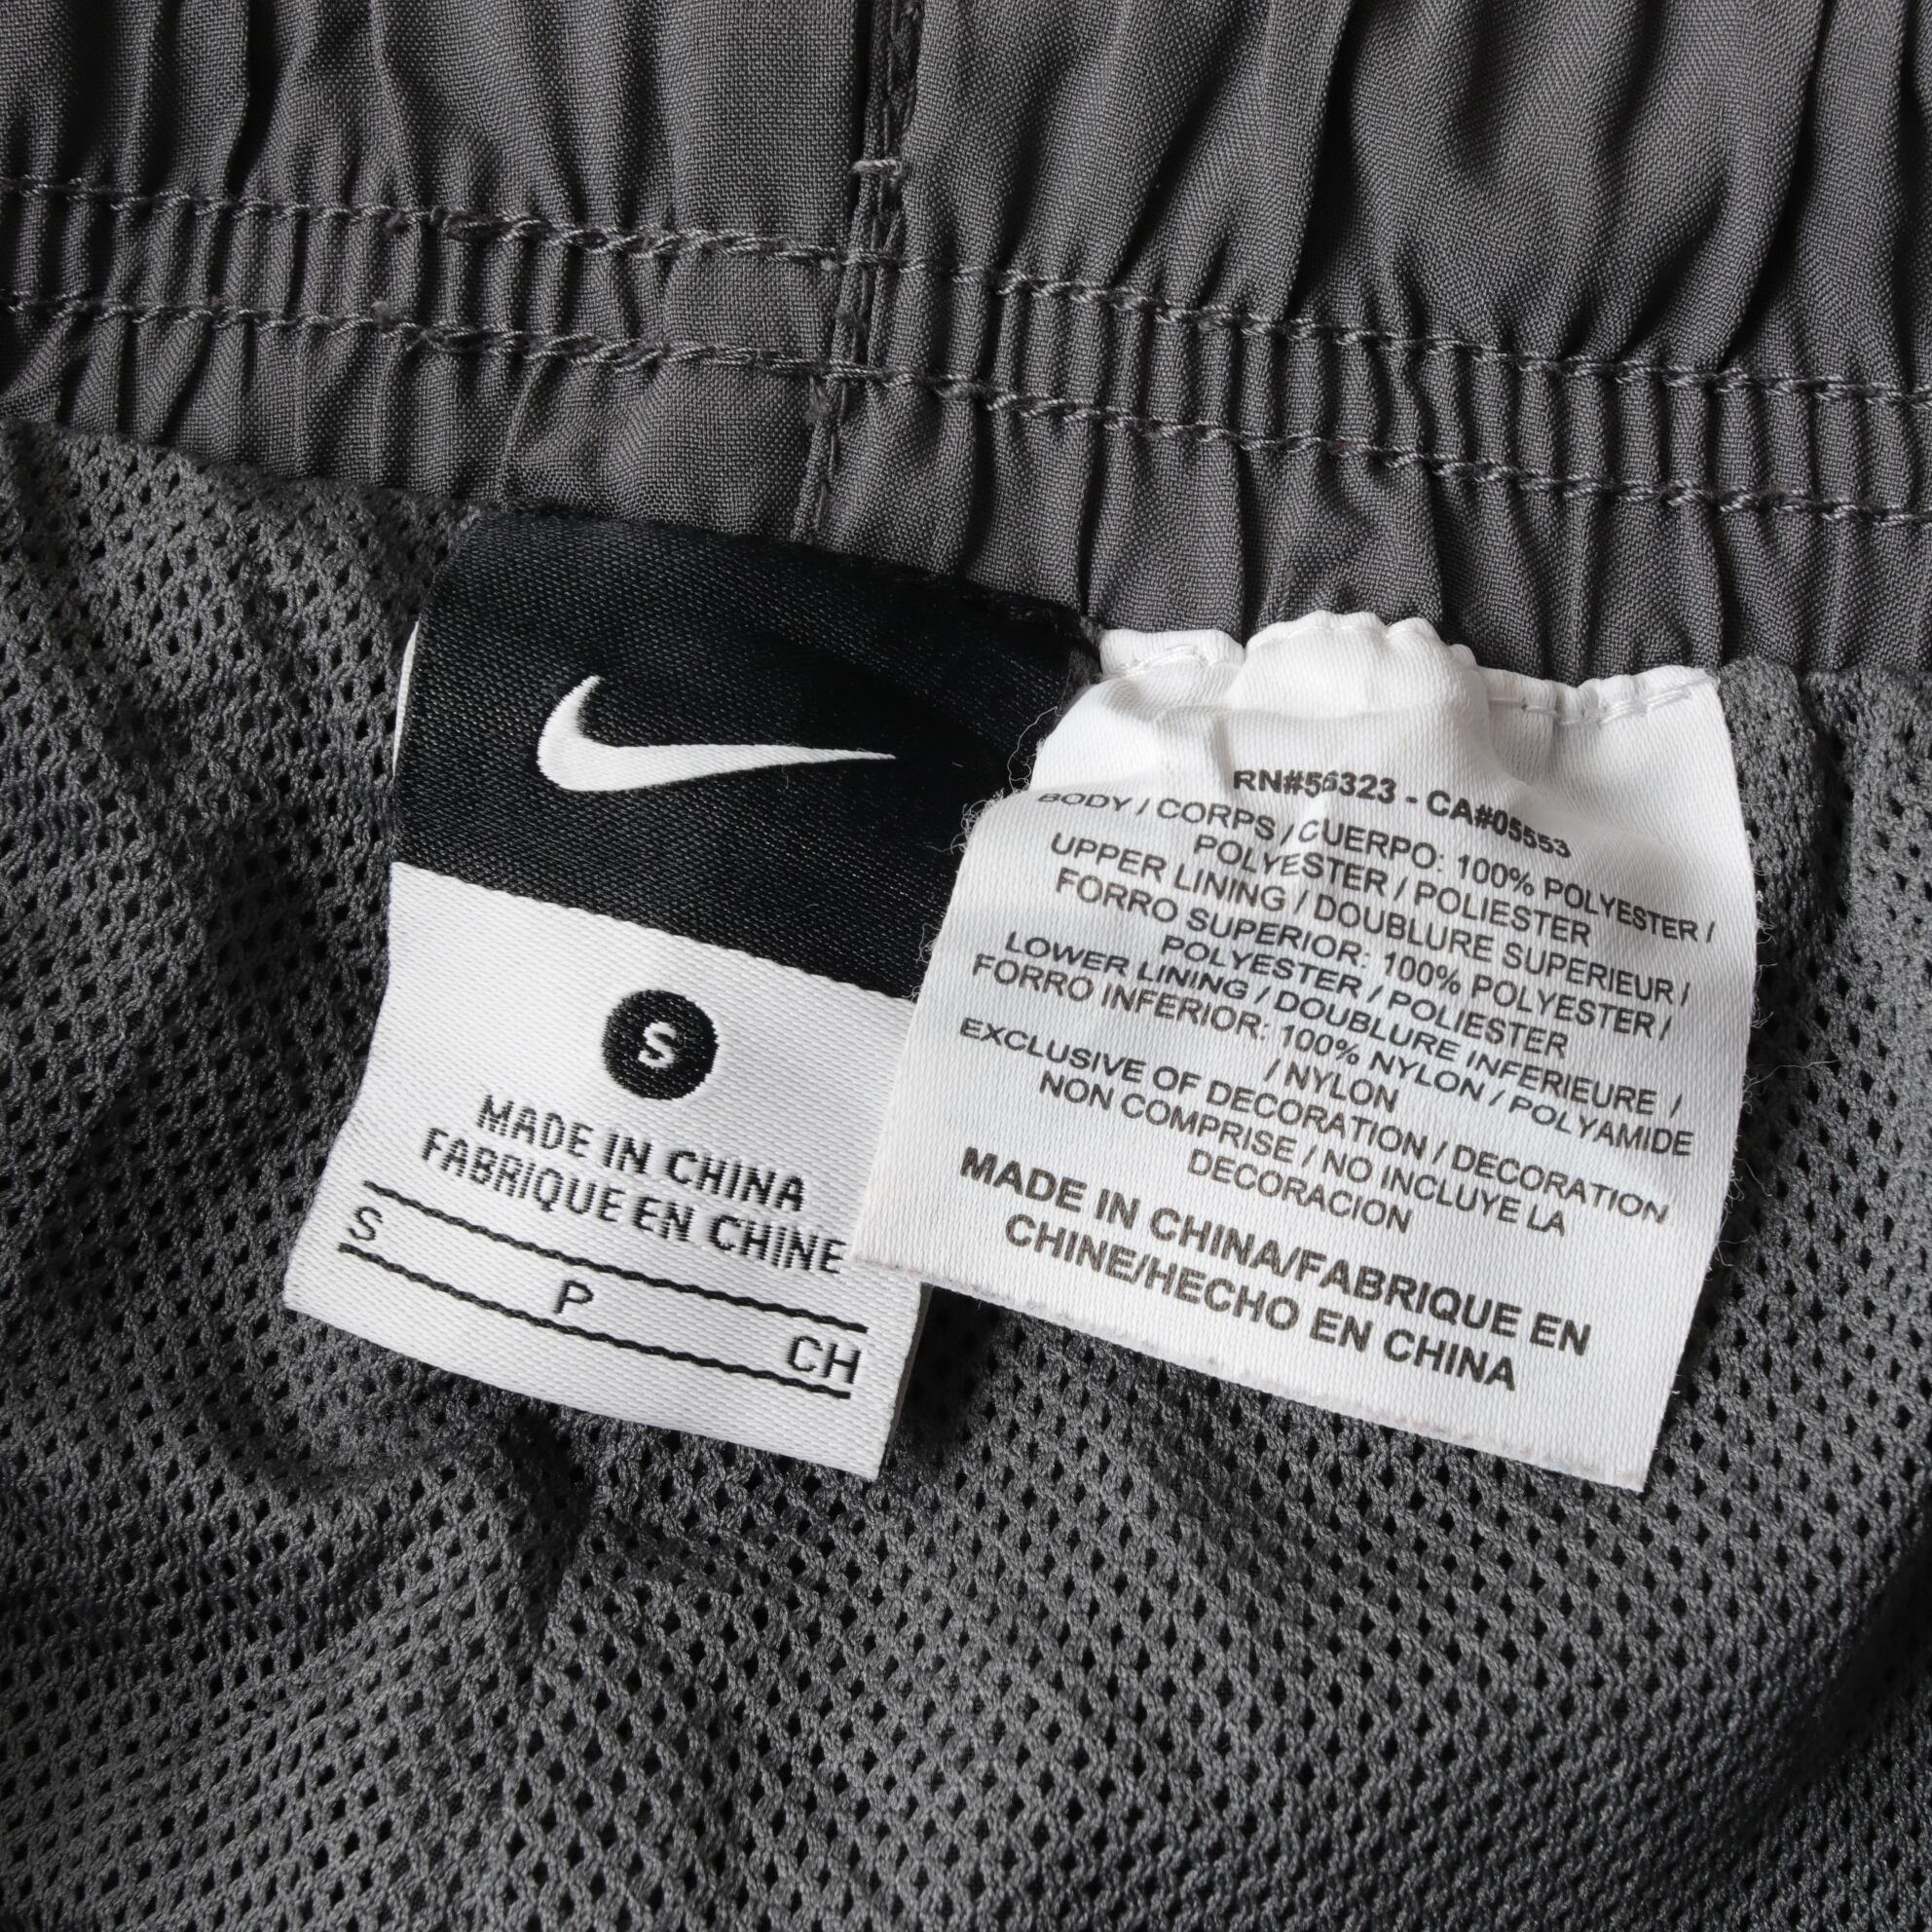 S
MADE IN CHINA
FABRIQUE EN CHINE
S P CH
RN#56323 - CA#05553
BODY / CORPS / CUERPO: 100% POLYESTER /
POLYESTER / POLIESTER
UPPER LINING / DOUBLURE SUPERIEUR /
FORRO SUPERIOR: 100% POLYESTER /
POLYESTER / POLIESTER
LOWER LINING / DOUBLURE INFERIEURE /
FORRO INFERIOR: 100% NYLON / POLYAMIDE
/ NYLON
EXCLUSIVE OF DECORATION / DECORATION
NON COMPRISE / NO INCLUYE LA
DECORACION
MADE IN CHINA/FABRIQUE EN
CHINE/HECHO EN CHINA